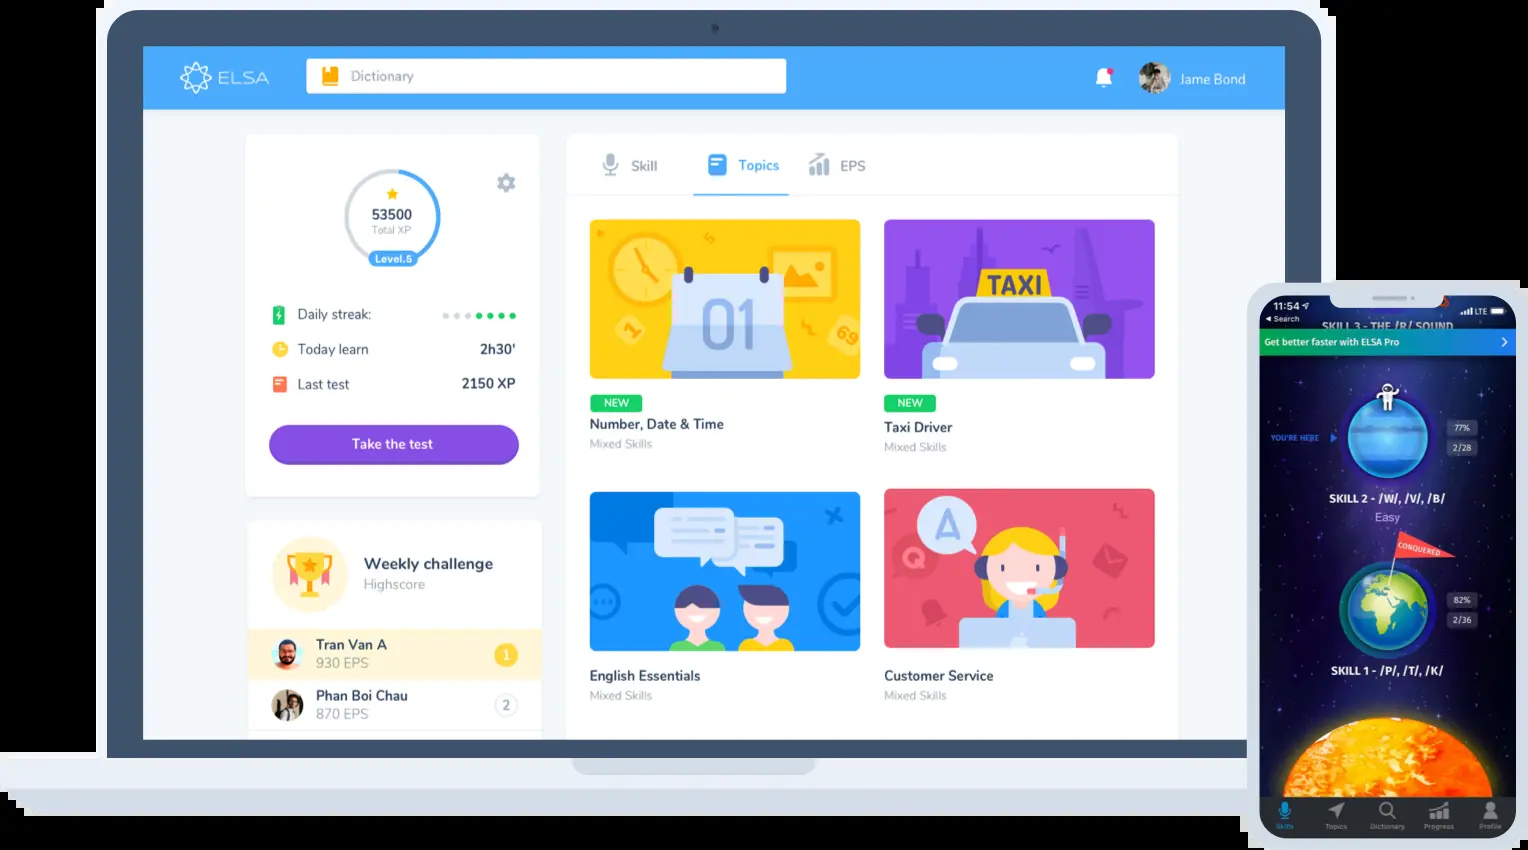 ELSA
Dictionary
Jame Bond
53500
Total XP
Level.5
Daily streak:
Today learn
2h30'
Last test
2150 XP
Take the test
Weekly challenge
Highscore
Tran Van A
930 EPS
1
Phan Boi Chau
870 EPS
2
Skill
Topics
EPS
01
1
69
NEW
Number, Date & Time
Mixed Skills
TAXI
NEW
Taxi Driver
Mixed Skills
English Essentials
Mixed Skills
A
Q
Customer Service
Mixed Skills
11:54
LTE
Search
SKILL 3 - THE /R/ SOUND
Get better faster with ELSA Pro
YOU'RE HERE
77%
2/28
SKILL 2 - /W/, /V/, /B/
Easy
CONQUERED
82%
2/36
SKILL 1 - /P/, /T/, /K/
Skills
Topics
Dictionary
Progress
Profile